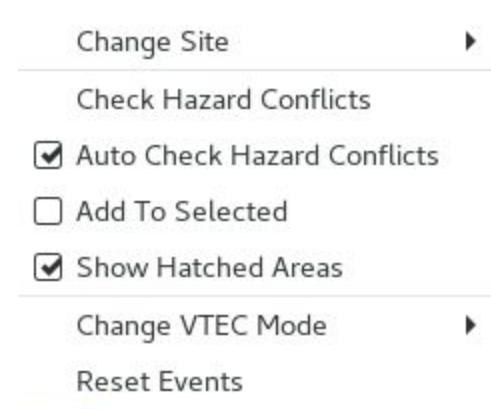 Change Site
Check Hazard Conflicts
Auto Check Hazard Conflicts
Add To Selected
Show Hatched Areas
Change VTEC Mode
Reset Events